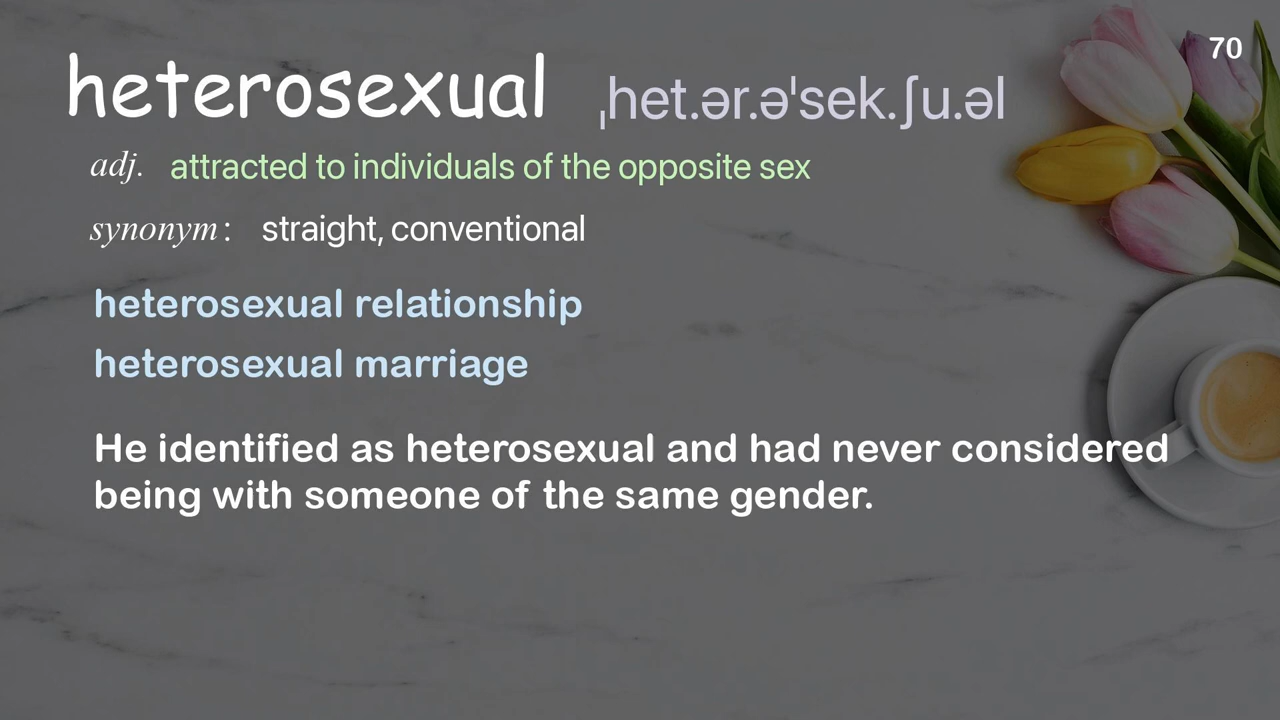 70
heterosexual ˌhet.ər.əˈsek.ʃu.əl
adj. attracted to individuals of the opposite sex
synonym: straight, conventional
heterosexual relationship
heterosexual marriage
He identified as heterosexual and had never considered
being with someone of the same gender.